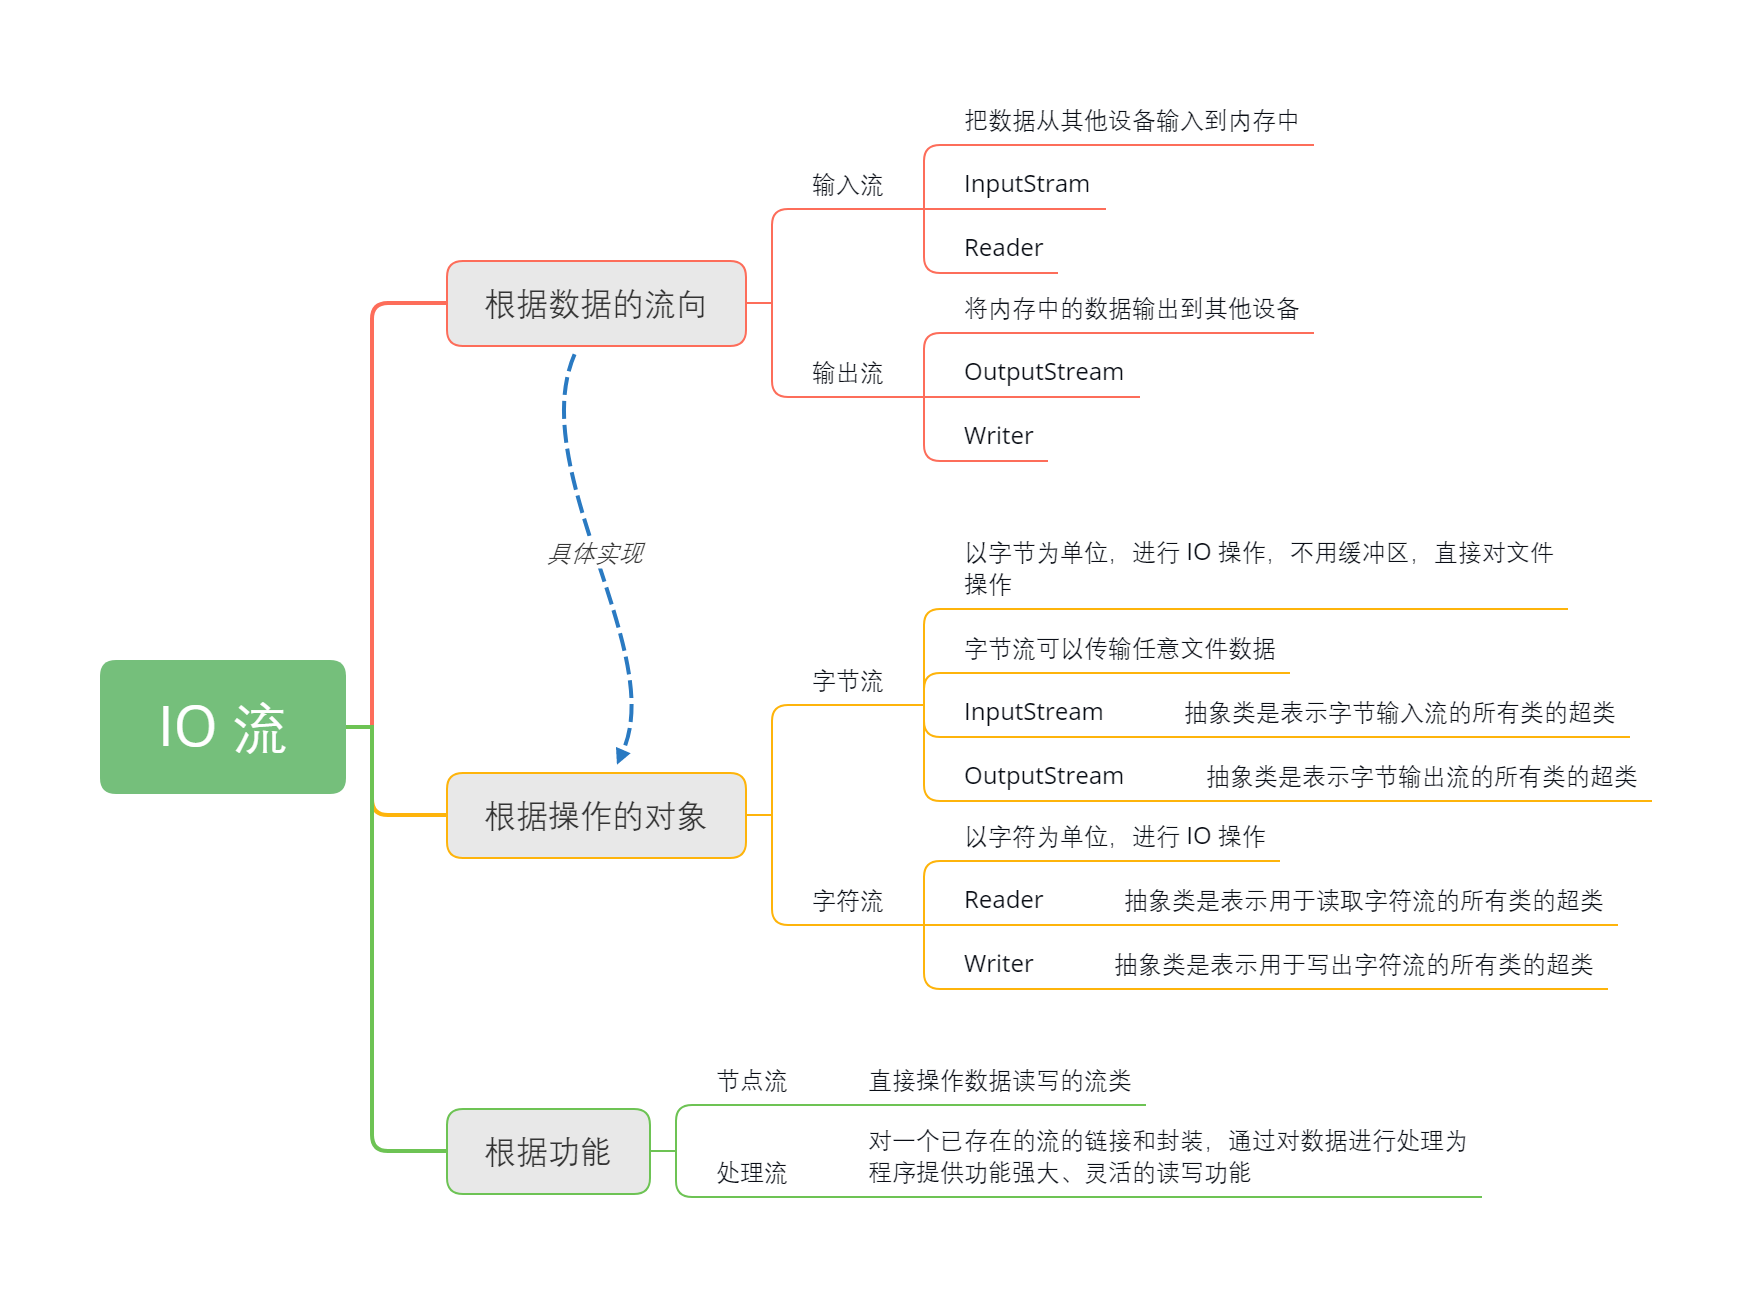 IO 流
根据数据的流向
输入流
把数据从其他设备输入到内存中
InputStram
Reader
输出流
将内存中的数据输出到其他设备
OutputStream
Writer
具体实现
根据操作的对象
字节流
以字节为单位，进行 IO 操作，不用缓冲区，直接对文件
操作
字节流可以传输任意文件数据
InputStream
抽象类是表示字节输入流的所有类的超类
OutputStream
抽象类是表示字节输出流的所有类的超类
字符流
以字符为单位，进行 IO 操作
Reader
抽象类是表示用于读取字符流的所有类的超类
Writer
抽象类是表示用于写出字符流的所有类的超类
根据功能
节点流
直接操作数据读写的流类
处理流
对一个已存在的流的链接和封装，通过对数据进行处理为
程序提供功能强大、灵活的读写功能